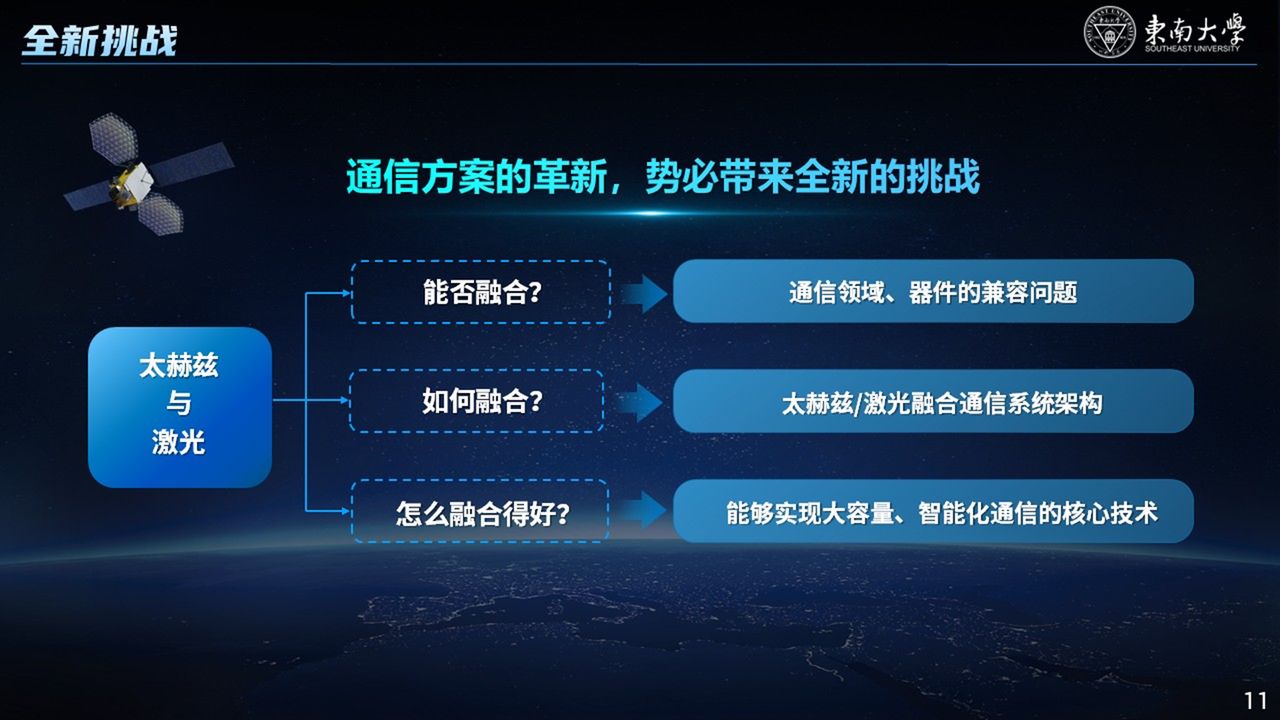 全新挑战
東南大學
SOUTHEAST UNIVERSITY
通信方案的革新，势必带来全新的挑战
太赫兹
与
激光
能否融合？
通信领域、器件的兼容问题
如何融合？
太赫兹/激光融合通信系统架构
怎么融合得好？
能够实现大容量、智能化通信的核心技术
11